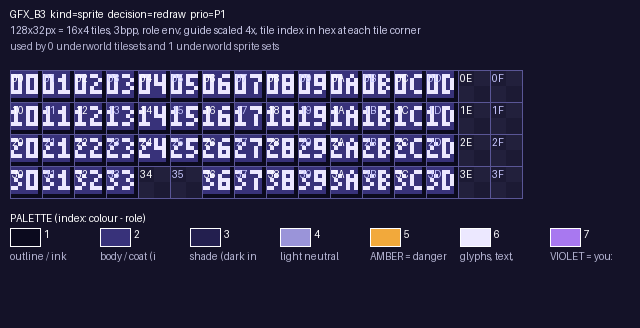 GFX_B3 kind=sprite decision=redraw prio=P1
128x32px = 16x4 tiles, 3bpp, role env; guide scaled 4x, tile index in hex at each tile corner
used by 0 underworld tilesets and 1 underworld sprite sets
00 01 02 03 04 05 06 07 08 09 0A 0B 0C 0D 0E 0F
10 11 12 13 14 15 16 17 18 19 1A 1B 1C 1D 1E 1F
20 21 22 23 24 25 26 27 28 29 2A 2B 2C 2D 2E 2F
30 31 32 33 34 35 36 37 38 39 3A 3B 3C 3D 3E 3F
PALETTE (index: colour - role)
1 2 3 4 5 6 7
outline / ink body / coat (i shade (dark in light neutral AMBER = danger glyphs, text, VIOLET = you: